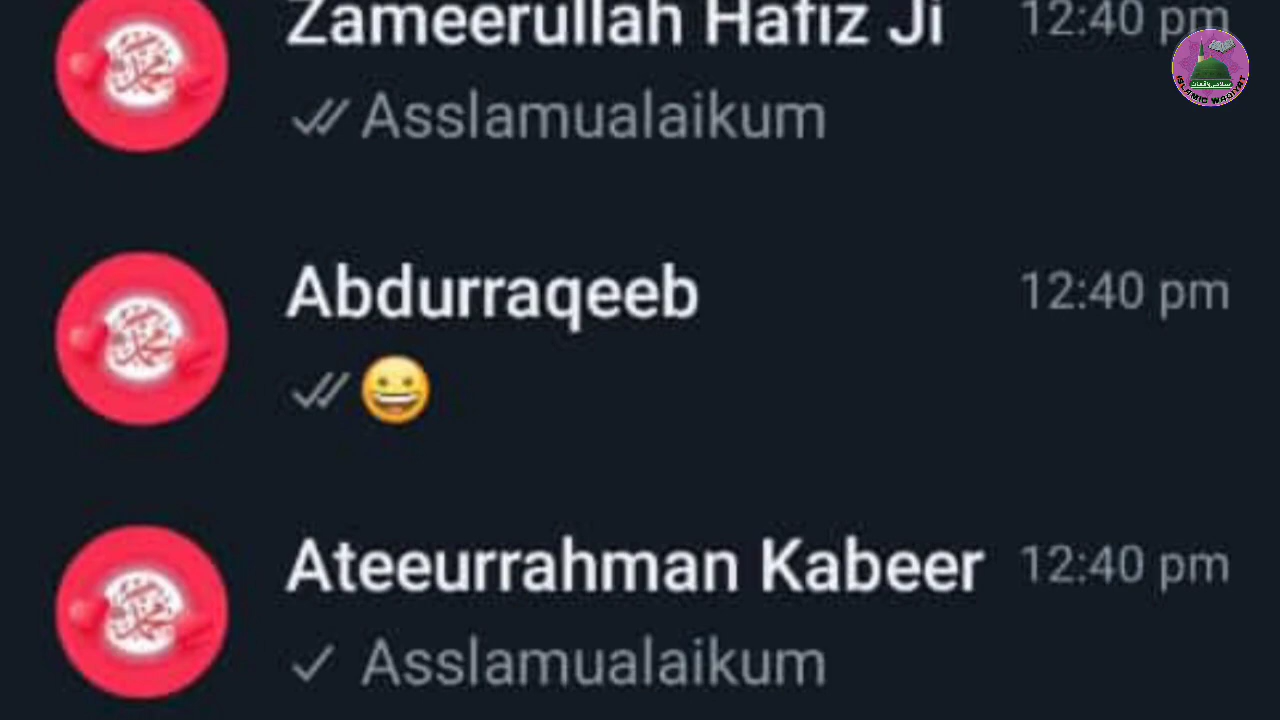 Zameerullah Hafiz Ji 12:40 pm
Asslamualaikum
Abdurraqeeb 12:40 pm
😀
Ateeurrahman Kabeer 12:40 pm
Asslamualaikum